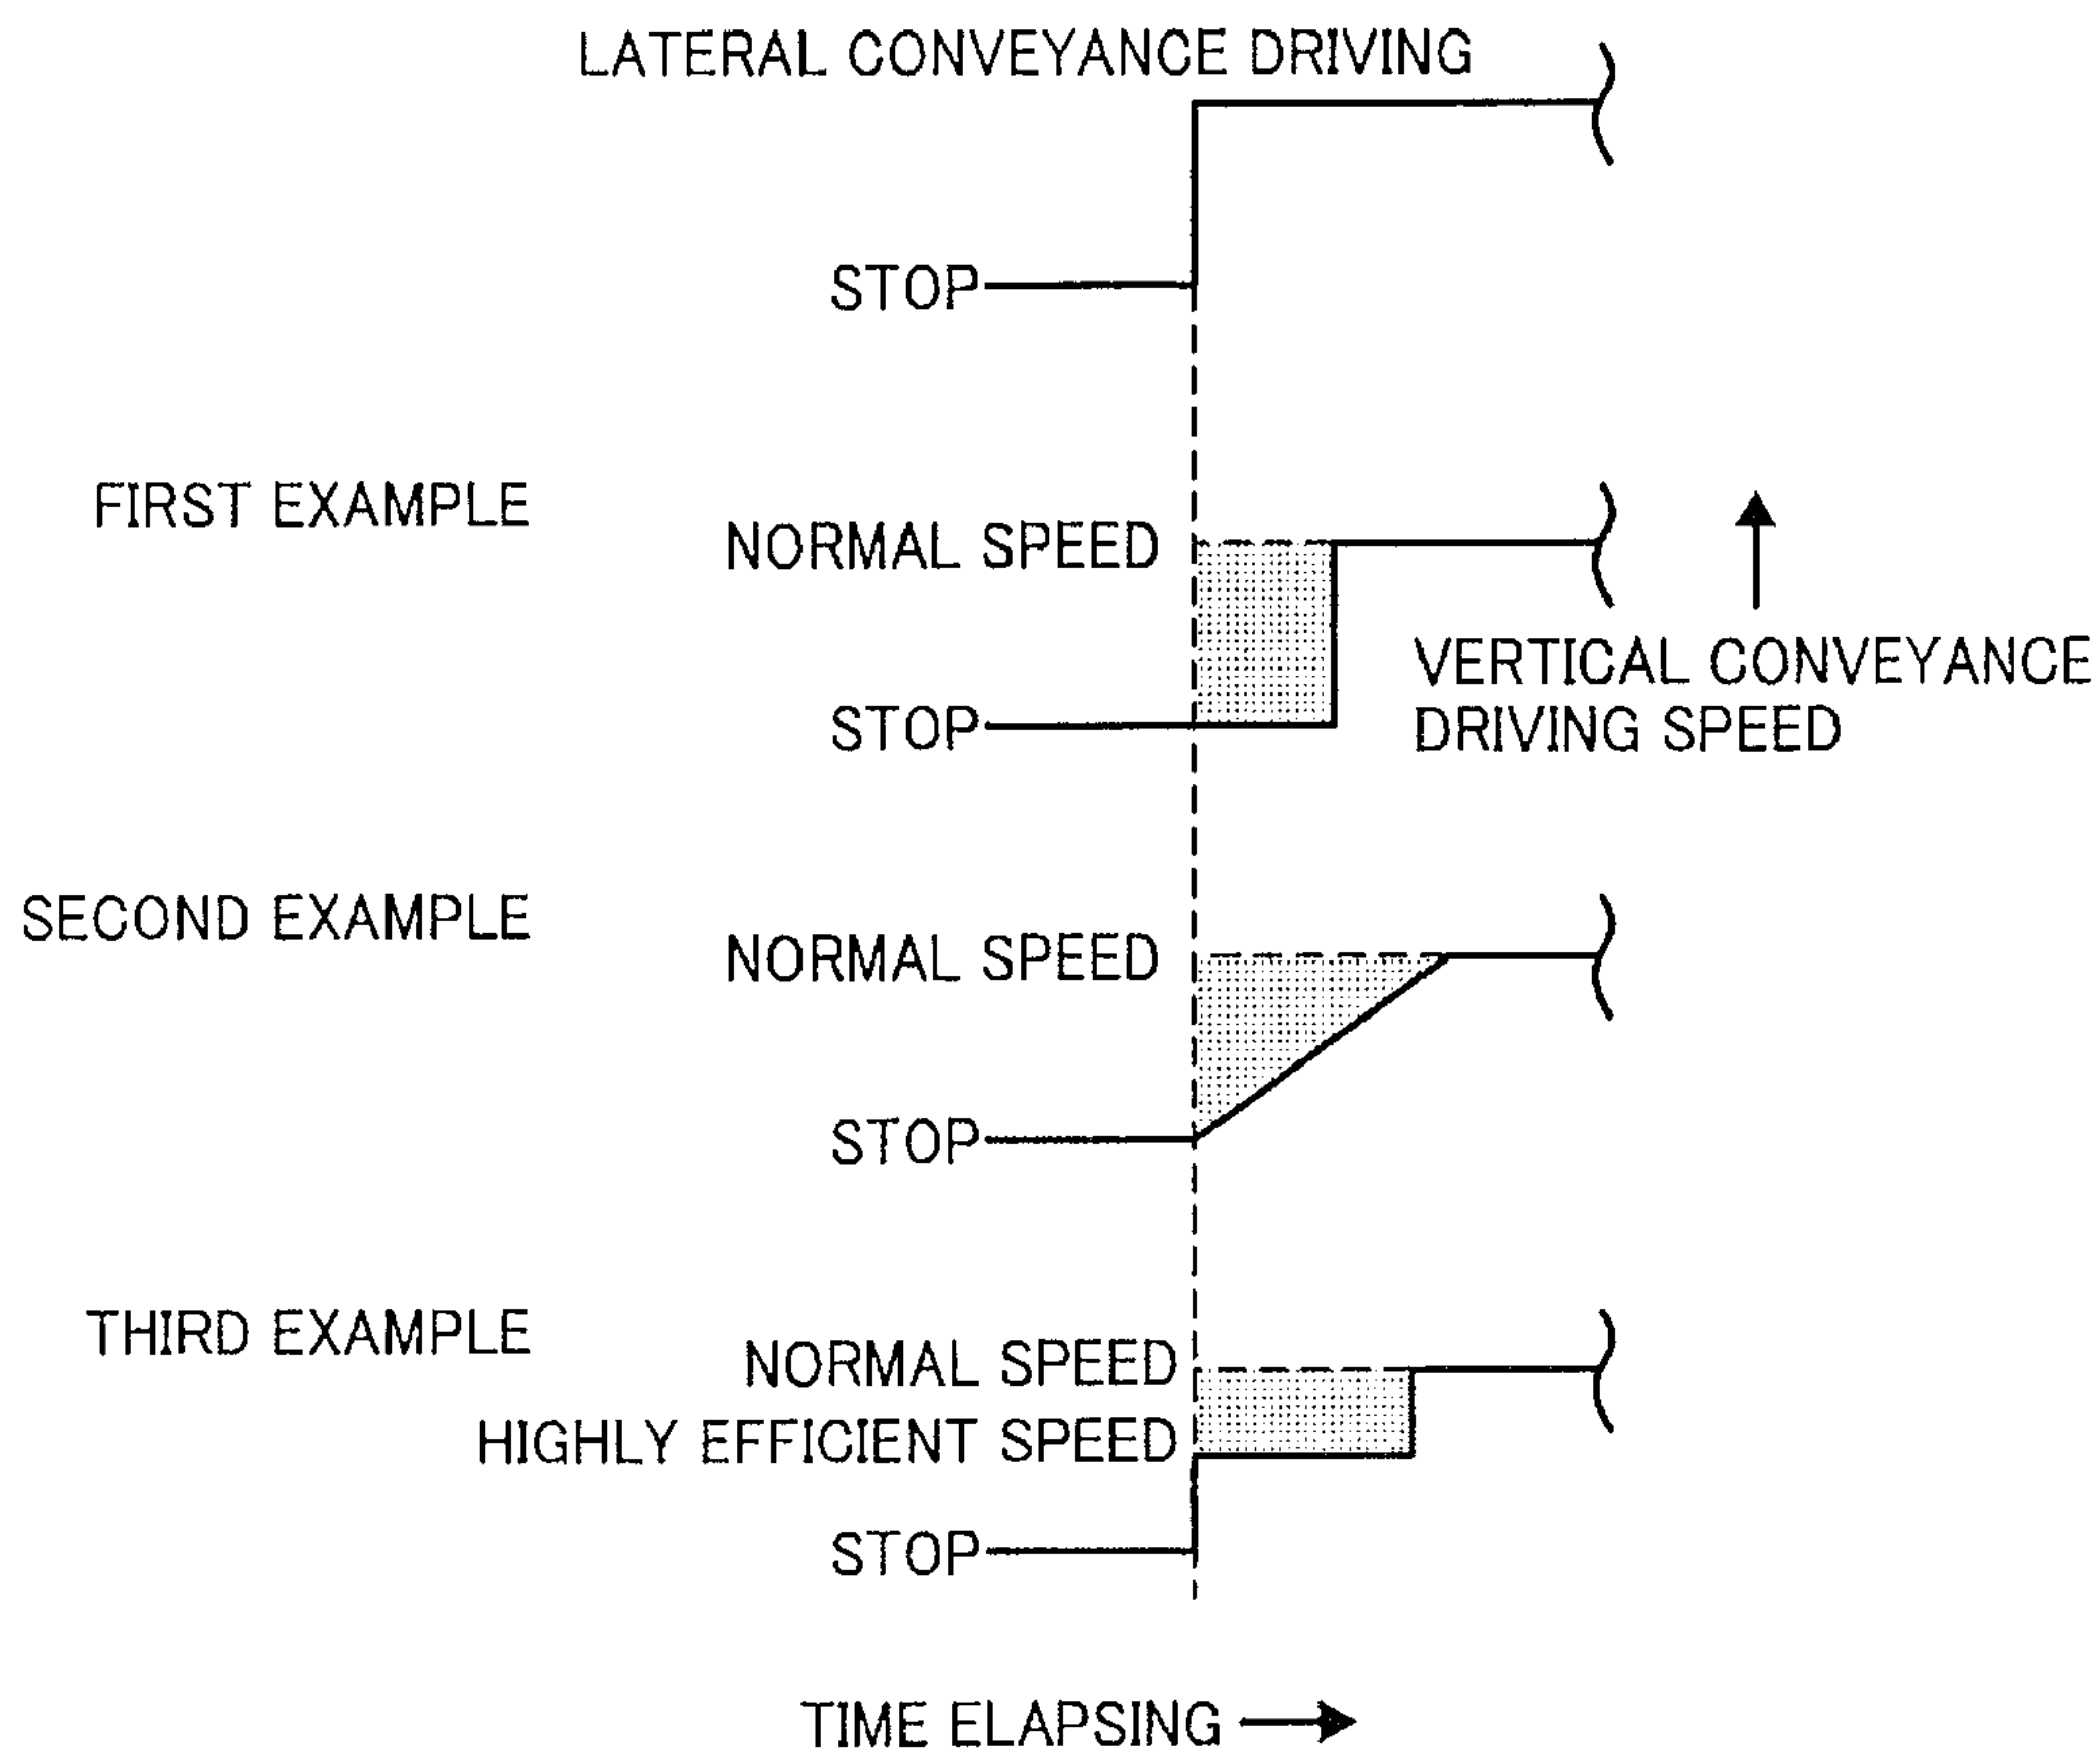 LATERAL CONVEYANCE DRIVING
STOP
FIRST EXAMPLE
NORMAL SPEED
STOP
VERTICAL CONVEYANCE
DRIVING SPEED
SECOND EXAMPLE
NORMAL SPEED
STOP
THIRD EXAMPLE
NORMAL SPEED
HIGHLY EFFICIENT SPEED
STOP
TIME ELAPSING